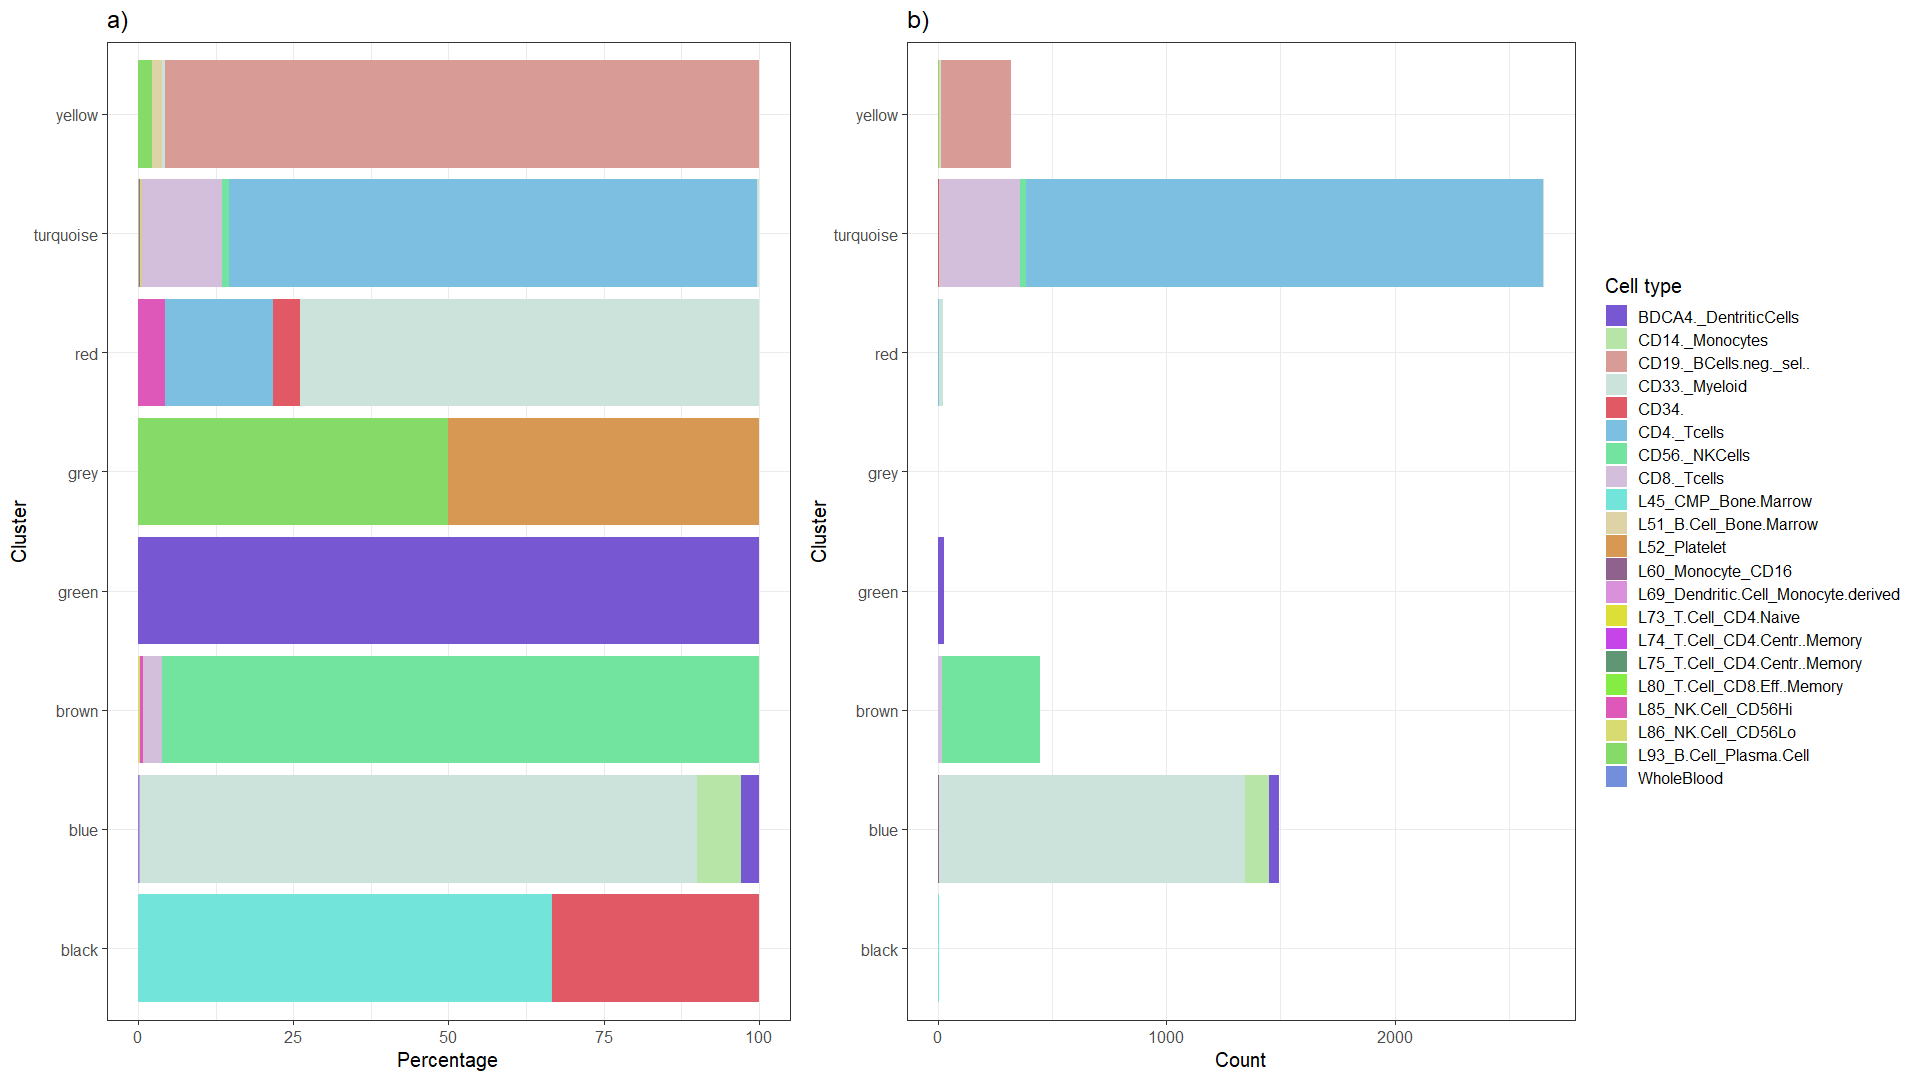 a)
yellow
turquoise
red
grey
green
brown
blue
black
Cluster
0
25
50
75
100
Percentage
b)
yellow
turquoise
red
grey
green
brown
blue
black
Cluster
0
1000
2000
Count
Cell type
BDCA4._DentriticCells
CD14._Monocytes
CD19._BCells.neg._sel..
CD33._Myeloid
CD34.
CD4._Tcells
CD56._NKCells
CD8._Tcells
L45_CMP_Bone.Marrow
L51_B.Cell_Bone.Marrow
L52_Platelet
L60_Monocyte_CD16
L69_Dendritic.Cell_Monocyte.derived
L73_T.Cell_CD4.Naive
L74_T.Cell_CD4.Centr..Memory
L75_T.Cell_CD4.Centr..Memory
L80_T.Cell_CD8.Eff..Memory
L85_NK.Cell_CD56Hi
L86_NK.Cell_CD56Lo
L93_B.Cell_Plasma.Cell
WholeBlood